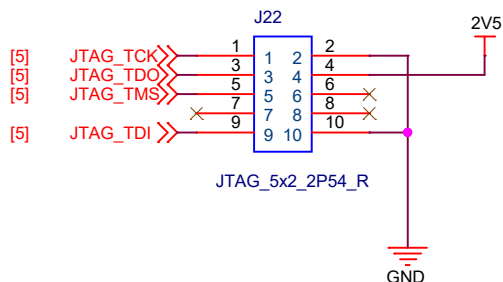 J22
2V5
[5] JTAG_TCK 1 1 2 2
[5] JTAG_TDO 3 3 4 4
[5] JTAG_TMS 5 5 6 6
7 7 8 8
[5] JTAG_TDI 9 9 10 10
JTAG_5x2_2P54_R
GND